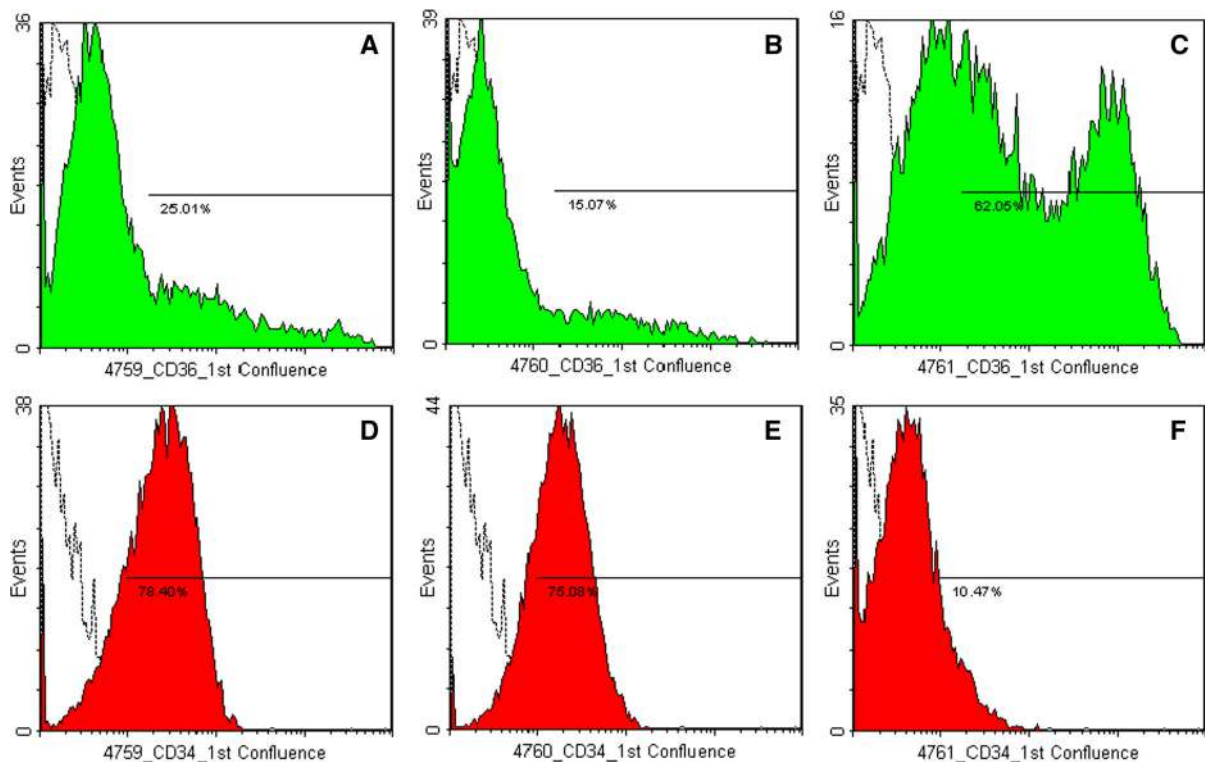 36
A
Events
25.01%
0
4759_CD36_1st Confluence
39
B
Events
15.07%
0
4760_CD36_1st Confluence
16
C
Events
62.05%
0
4761_CD36_1st Confluence
38
D
Events
78.40%
0
4759_CD34_1st Confluence
44
E
Events
75.08%
0
4760_CD34_1st Confluence
35
F
Events
10.47%
0
4761_CD34_1st Confluence